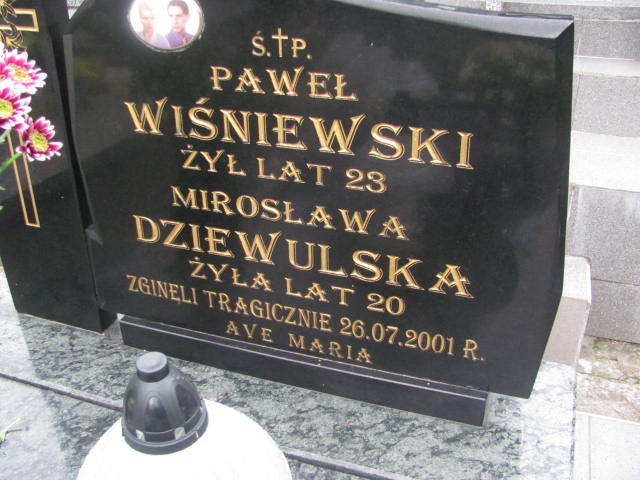 Ś.†P.
PAWEŁ
WIŚNIEWSKI
ŻYŁ LAT 23
MIROSŁAWA
DZIEWULSKA
ŻYŁA LAT 20
ZGINĘLI TRAGICZNIE 26.07.2001 R.
AVE MARIA